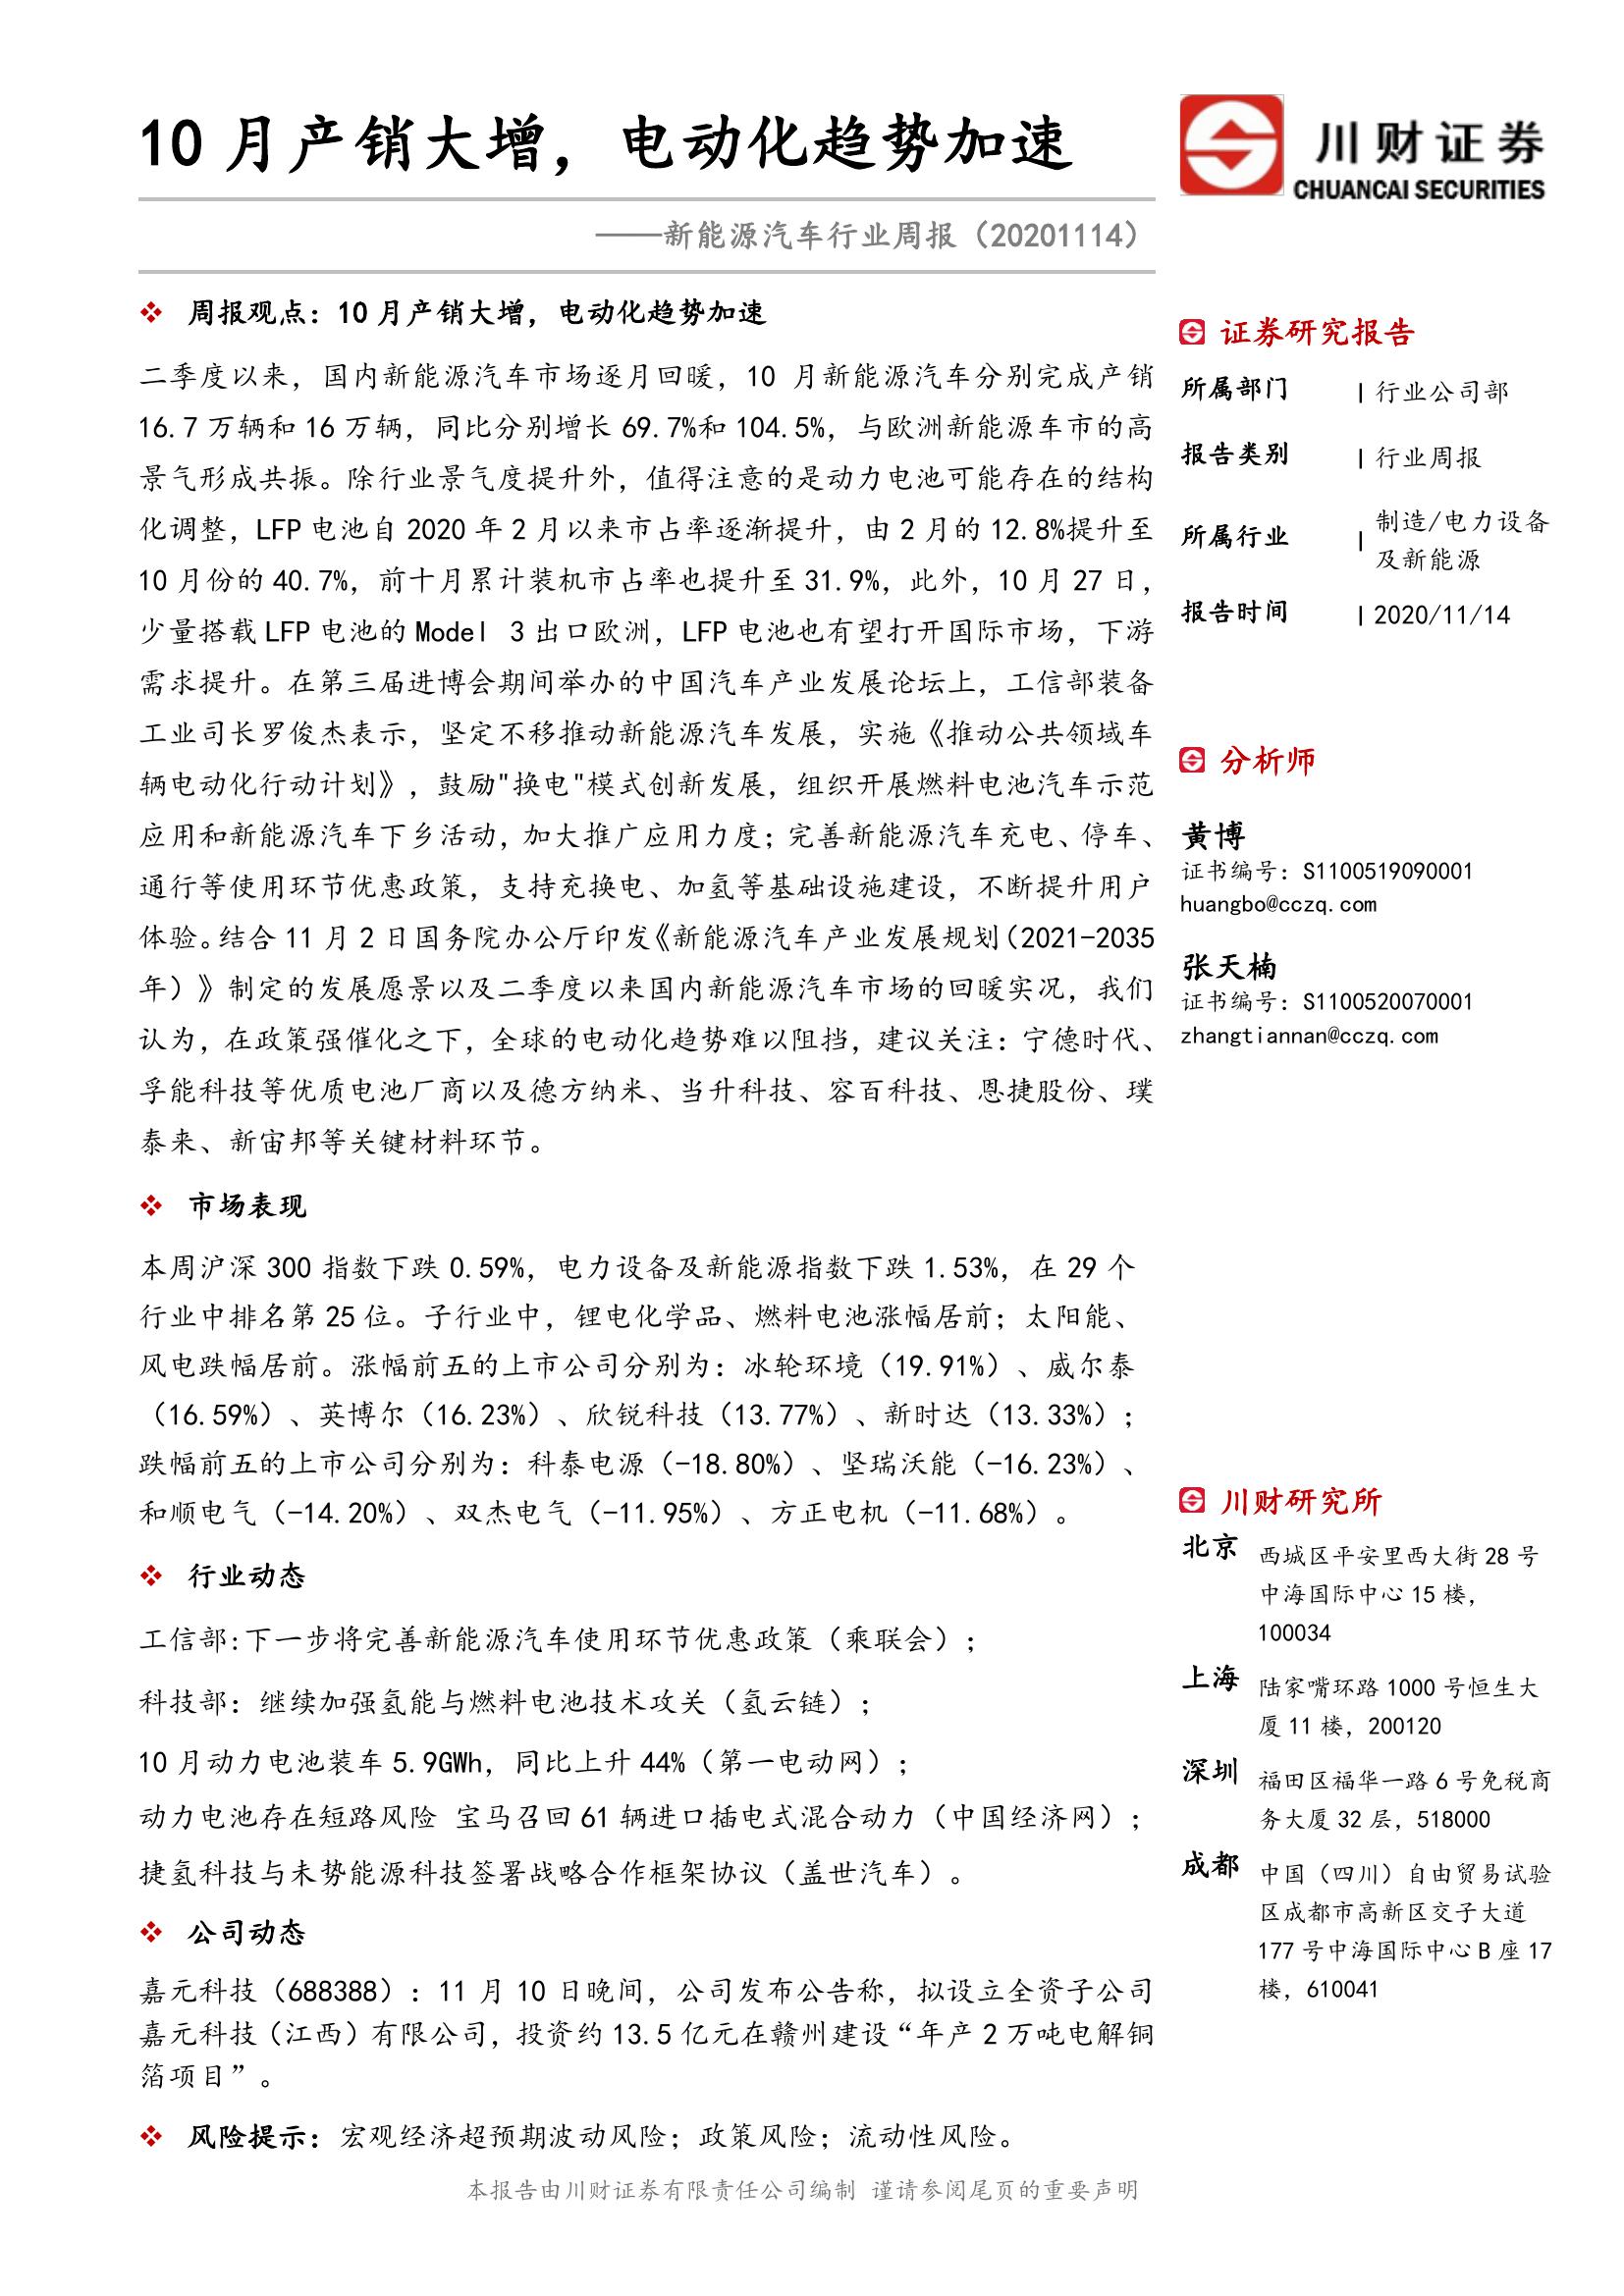 10 月产销大增，电动化趋势加速
川财证券
CHUANCAI SECURITIES
——新能源汽车行业周报（20201114）
❖ 周报观点：10 月产销大增，电动化趋势加速
二季度以来，国内新能源汽车市场逐月回暖，10 月新能源汽车分别完成产销
16.7 万辆和 16 万辆，同比分别增长 69.7%和 104.5%，与欧洲新能源车市的高
景气形成共振。除行业景气度提升外，值得注意的是动力电池可能存在的结构
化调整，LFP 电池自 2020 年 2 月以来市占率逐渐提升，由 2 月的 12.8%提升至
10 月份的 40.7%，前十月累计装机市占率也提升至 31.9%，此外，10 月 27 日，
少量搭载 LFP 电池的 Model 3 出口欧洲，LFP 电池也有望打开国际市场，下游
需求提升。在第三届进博会期间举办的中国汽车产业发展论坛上，工信部装备
工业司长罗俊杰表示，坚定不移推动新能源汽车发展，实施《推动公共领域车
辆电动化行动计划》，鼓励"换电"模式创新发展，组织开展燃料电池汽车示范
应用和新能源汽车下乡活动，加大推广应用力度；完善新能源汽车充电、停车、
通行等使用环节优惠政策，支持充换电、加氢等基础设施建设，不断提升用户
体验。结合 11 月 2 日国务院办公厅印发《新能源汽车产业发展规划（2021-2035
年）》制定的发展愿景以及二季度以来国内新能源汽车市场的回暖实况，我们
认为，在政策强催化之下，全球的电动化趋势难以阻挡，建议关注：宁德时代、
孚能科技等优质电池厂商以及德方纳米、当升科技、容百科技、恩捷股份、璞
泰来、新宙邦等关键材料环节。
❖ 市场表现
本周沪深 300 指数下跌 0.59%，电力设备及新能源指数下跌 1.53%，在 29 个
行业中排名第 25 位。子行业中，锂电化学品、燃料电池涨幅居前；太阳能、
风电跌幅居前。涨幅前五的上市公司分别为：冰轮环境（19.91%）、威尔泰
（16.59%）、英博尔（16.23%）、欣锐科技（13.77%）、新时达（13.33%）；
跌幅前五的上市公司分别为：科泰电源（-18.80%）、坚瑞沃能（-16.23%）、
和顺电气（-14.20%）、双杰电气（-11.95%）、方正电机（-11.68%）。
❖ 行业动态
工信部:下一步将完善新能源汽车使用环节优惠政策（乘联会）；
科技部：继续加强氢能与燃料电池技术攻关（氢云链）；
10 月动力电池装车 5.9GWh，同比上升 44%（第一电动网）；
动力电池存在短路风险 宝马召回 61 辆进口插电式混合动力（中国经济网）；
捷氢科技与未势能源科技签署战略合作框架协议（盖世汽车）。
❖ 公司动态
嘉元科技（688388）：11 月 10 日晚间，公司发布公告称，拟设立全资子公司
嘉元科技（江西）有限公司，投资约 13.5 亿元在赣州建设“年产 2 万吨电解铜
箔项目”。
❖ 风险提示：宏观经济超预期波动风险；政策风险；流动性风险。
证券研究报告
所属部门 | 行业公司部
报告类别 | 行业周报
所属行业 | 制造/电力设备
及新能源
报告时间 | 2020/11/14
分析师
黄博
证书编号：S1100519090001
huangbo@cczq.com
张天楠
证书编号：S1100520070001
zhangtiannan@cczq.com
川财研究所
北京 西城区平安里西大街 28 号
中海国际中心 15 楼，
100034
上海 陆家嘴环路 1000 号恒生大
厦 11 楼，200120
深圳 福田区福华一路 6 号免税商
务大厦 32 层，518000
成都 中国（四川）自由贸易试验
区成都市高新区交子大道
177 号中海国际中心 B 座 17
楼，610041
本报告由川财证券有限责任公司编制 谨请参阅尾页的重要声明